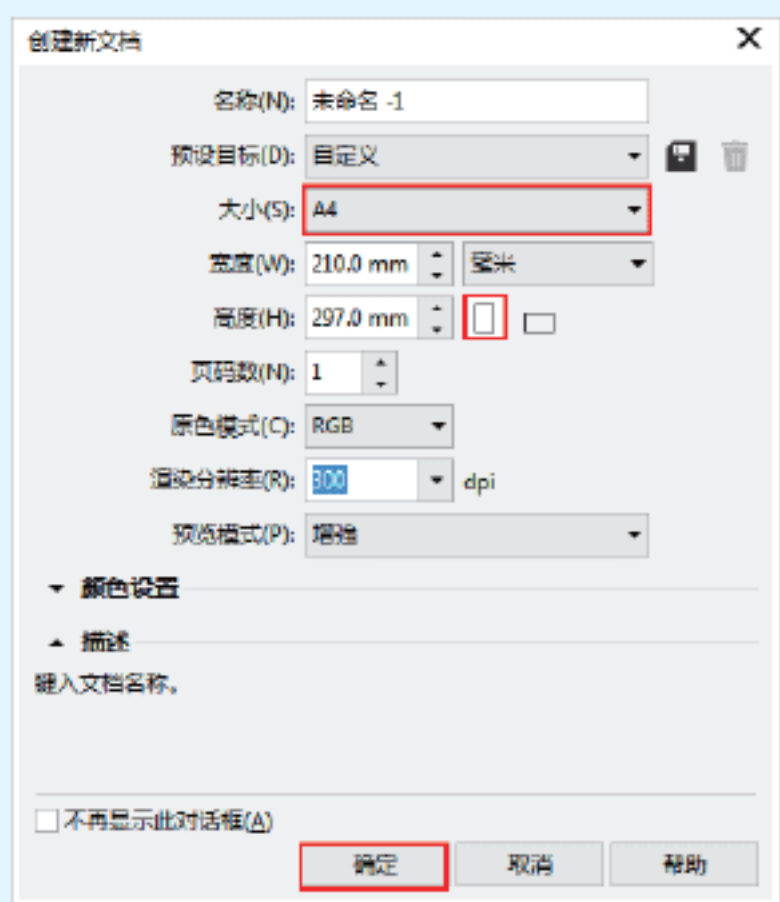 创建新文档
名称(N): 未命名 -1
预设目标(D): 自定义
大小(S): A4
宽度(W): 210.0 mm 毫米
高度(H): 297.0 mm
页码数(N): 1
原色模式(C): RGB
渲染分辨率(R): 300 dpi
预览模式(P): 增强
颜色设置
描述
键入文档名称。
不再显示此对话框(A)
确定 取消 帮助